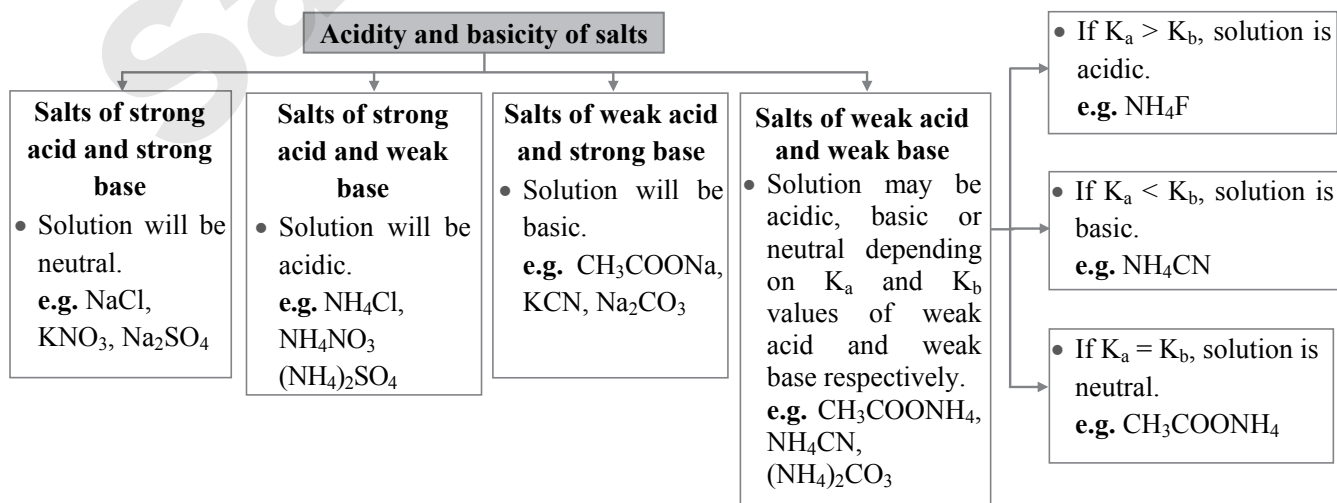 Acidity and basicity of salts
Salts of strong
acid and strong
base
• Solution will be
neutral.
e.g. NaCl,
KNO₃, Na₂SO₄
Salts of strong
acid and weak
base
• Solution will be
acidic.
e.g. NH₄Cl,
NH₄NO₃
(NH₄)₂SO₄
Salts of weak acid
and strong base
• Solution will be
basic.
e.g. CH₃COONa,
KCN, Na₂CO₃
Salts of weak acid
and weak base
• Solution may be
acidic, basic or
neutral depending
on Kₐ and K_b
values of weak
acid and weak
base respectively.
e.g. CH₃COONH₄,
NH₄CN,
(NH₄)₂CO₃
• If Kₐ > K_b, solution is
acidic.
e.g. NH₄F
• If Kₐ < K_b, solution is
basic.
e.g. NH₄CN
• If Kₐ = K_b, solution is
neutral.
e.g. CH₃COONH₄